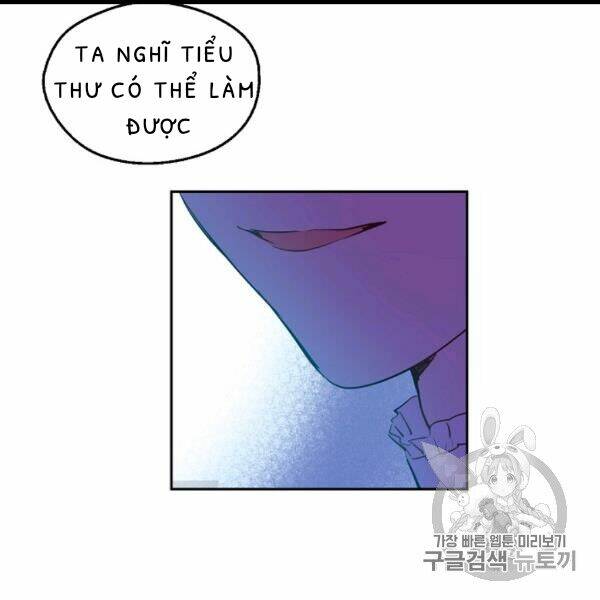 TA NGHĨ TIỂU
THƯ CÓ THỂ LÀM
ĐƯỢC
가장 빠른 웹툰 미리보기
구글검색 뉴토끼